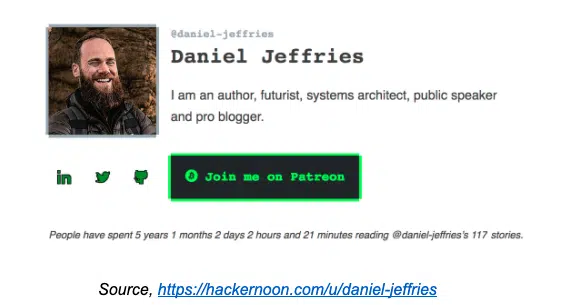 @daniel-jeffries
Daniel Jeffries
I am an author, futurist, systems architect, public speaker
and pro blogger.
in
Join me on Patreon
People have spent 5 years 1 months 2 days 2 hours and 21 minutes reading @daniel-jeffries's 117 stories.
Source, https://hackernoon.com/u/daniel-jeffries